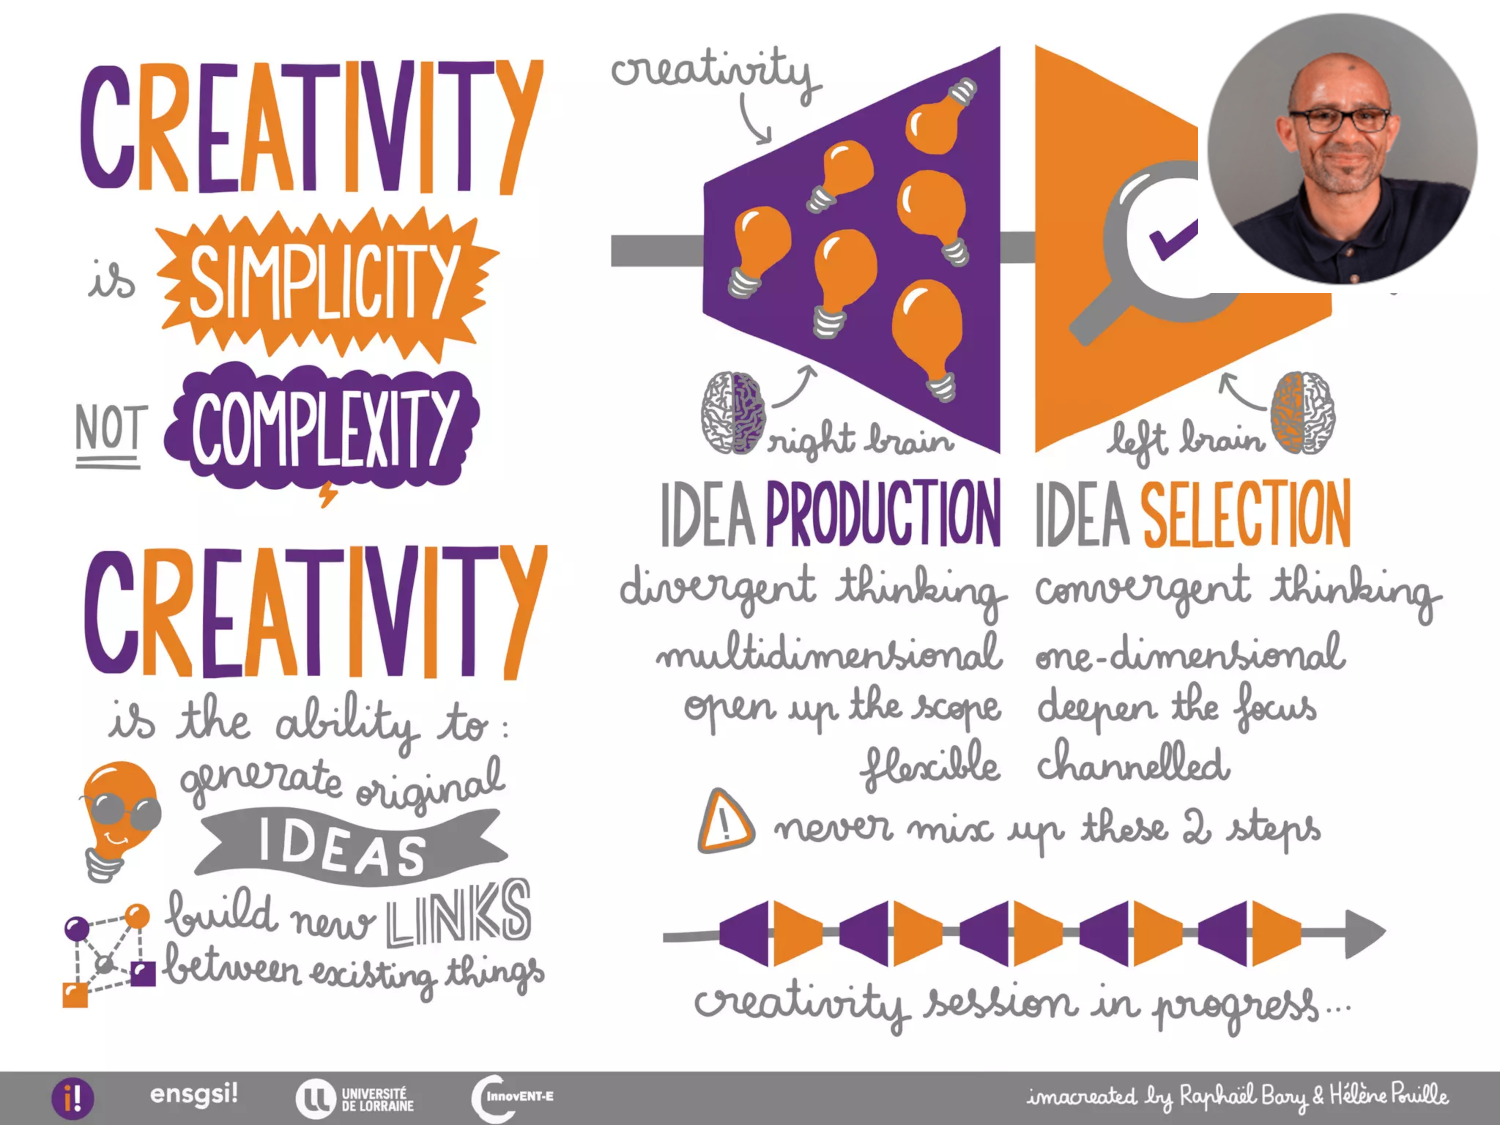 CREATIVITY
is SIMPLICITY
NOT COMPLEXITY
CREATIVITY
is the ability to:
generate original
IDEAS
build new LINKS
between existing things
creativity
right brain
left brain
IDEA PRODUCTION
IDEA SELECTION
divergent thinking
convergent thinking
multidimensional
one-dimensional
open up the scope
deepen the focus
flexible
channelled
! never mix up these 2 steps
creativity session in progress...
i!
ensgsi!
UNIVERSITÉ
DE LORRAINE
InnovENT-E
imacreated by Raphaël Bary & Hélène Pouille